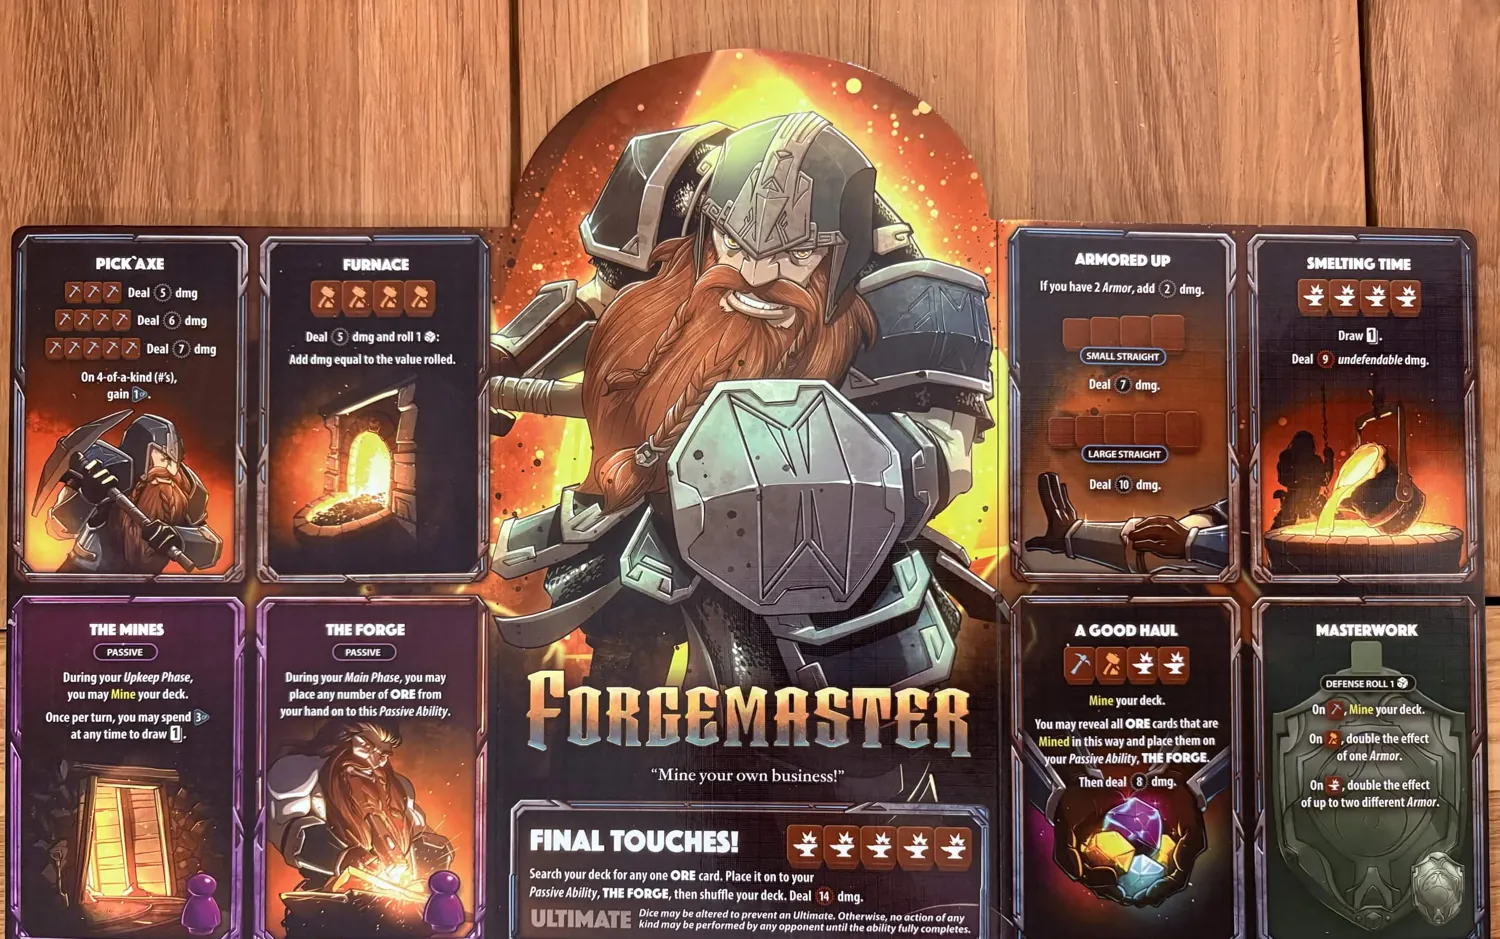 PICK`AXE
Deal 5 dmg
Deal 6 dmg
Deal 7 dmg
On 4-of-a-kind (#'s),
gain 1
FURNACE
Deal 5 dmg and roll 1 :
Add dmg equal to the value rolled.
ARMORED UP
If you have 2 Armor, add 2 dmg.
SMALL STRAIGHT
Deal 7 dmg.
LARGE STRAIGHT
Deal 10 dmg.
SMELTING TIME
Draw 1.
Deal 9 undefendable dmg.
THE MINES
PASSIVE
During your Upkeep Phase,
you may Mine your deck.
Once per turn, you may spend 3
at any time to draw 1.
THE FORGE
PASSIVE
During your Main Phase, you may
place any number of ORE from
your hand on to this Passive Ability.
FORGEMASTER
“Mine your own business!”
FINAL TOUCHES!
Search your deck for any one ORE card. Place it on to your
Passive Ability, THE FORGE, then shuffle your deck. Deal 14 dmg.
ULTIMATE
Dice may be altered to prevent an Ultimate. Otherwise, no action of any
kind may be performed by any opponent until the ability fully completes.
A GOOD HAUL
Mine your deck.
You may reveal all ORE cards that are
Mined in this way and place them on
your Passive Ability, THE FORGE.
Then deal 8 dmg.
MASTERWORK
DEFENSE ROLL 1
On , Mine your deck.
On , double the effect
of one Armor.
On , double the effect
of up to two different Armor.